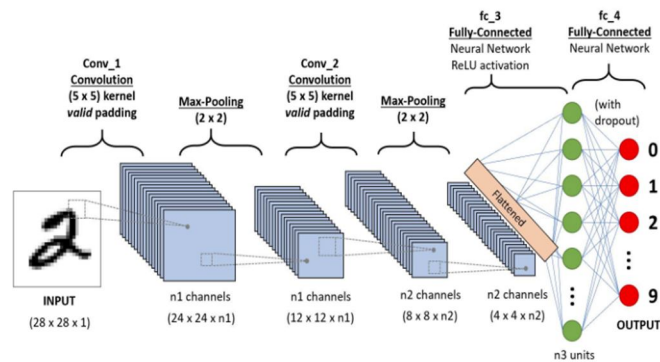 fc_3
Fully-Connected
Neural Network
ReLU activation
fc_4
Fully-Connected
Neural Network
Conv_1
Convolution
(5 x 5) kernel
valid padding
Max-Pooling
(2 x 2)
Conv_2
Convolution
(5 x 5) kernel
valid padding
Max-Pooling
(2 x 2)
(with
dropout)
Flattened
0
1
2
9
2
INPUT
(28 x 28 x 1)
n1 channels
(24 x 24 x n1)
n1 channels
(12 x 12 x n1)
n2 channels
(8 x 8 x n2)
n2 channels
(4 x 4 x n2)
OUTPUT
n3 units